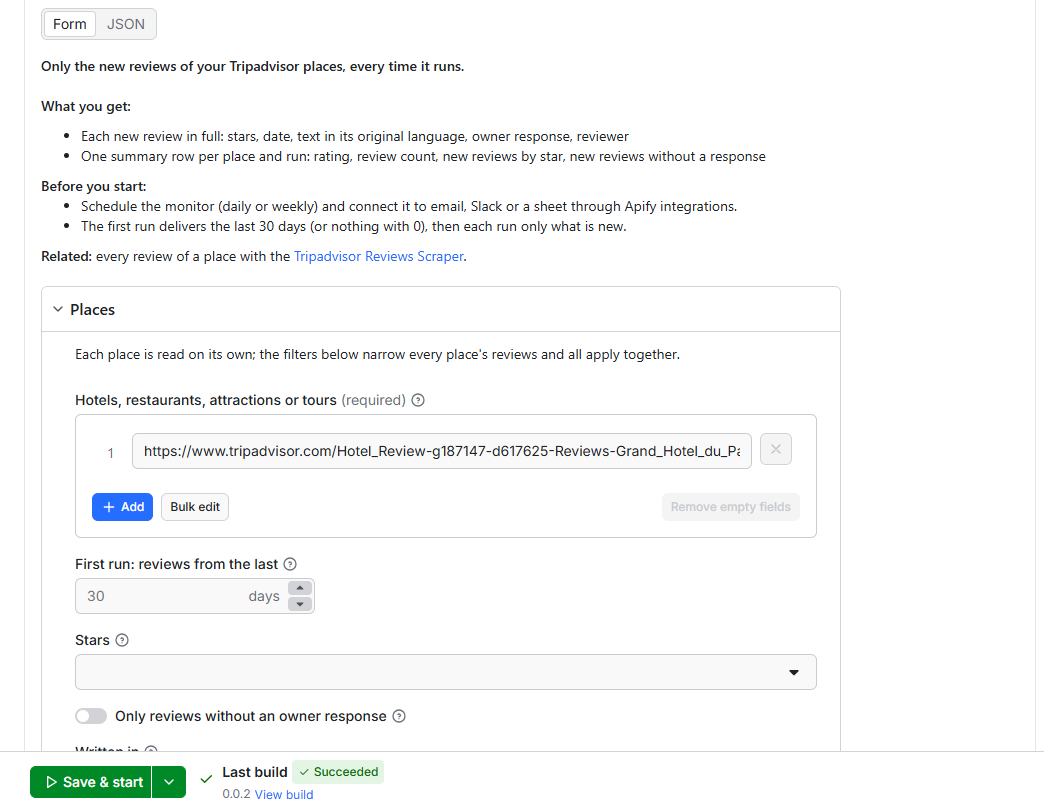 Form JSON
Only the new reviews of your Tripadvisor places, every time it runs.
What you get:
Each new review in full: stars, date, text in its original language, owner response, reviewer
One summary row per place and run: rating, review count, new reviews by star, new reviews without a response
Before you start:
Schedule the monitor (daily or weekly) and connect it to email, Slack or a sheet through Apify integrations.
The first run delivers the last 30 days (or nothing with 0), then each run only what is new.
Related: every review of a place with the Tripadvisor Reviews Scraper.
Places
Each place is read on its own; the filters below narrow every place's reviews and all apply together.
Hotels, restaurants, attractions or tours (required)
1 https://www.tripadvisor.com/Hotel_Review-g187147-d617625-Reviews-Grand_Hotel_du_Pa
+ Add Bulk edit Remove empty fields
First run: reviews from the last
30 days
Stars
Only reviews without an owner response
Written in
Save & start
Last build Succeeded
0.0.2 View build